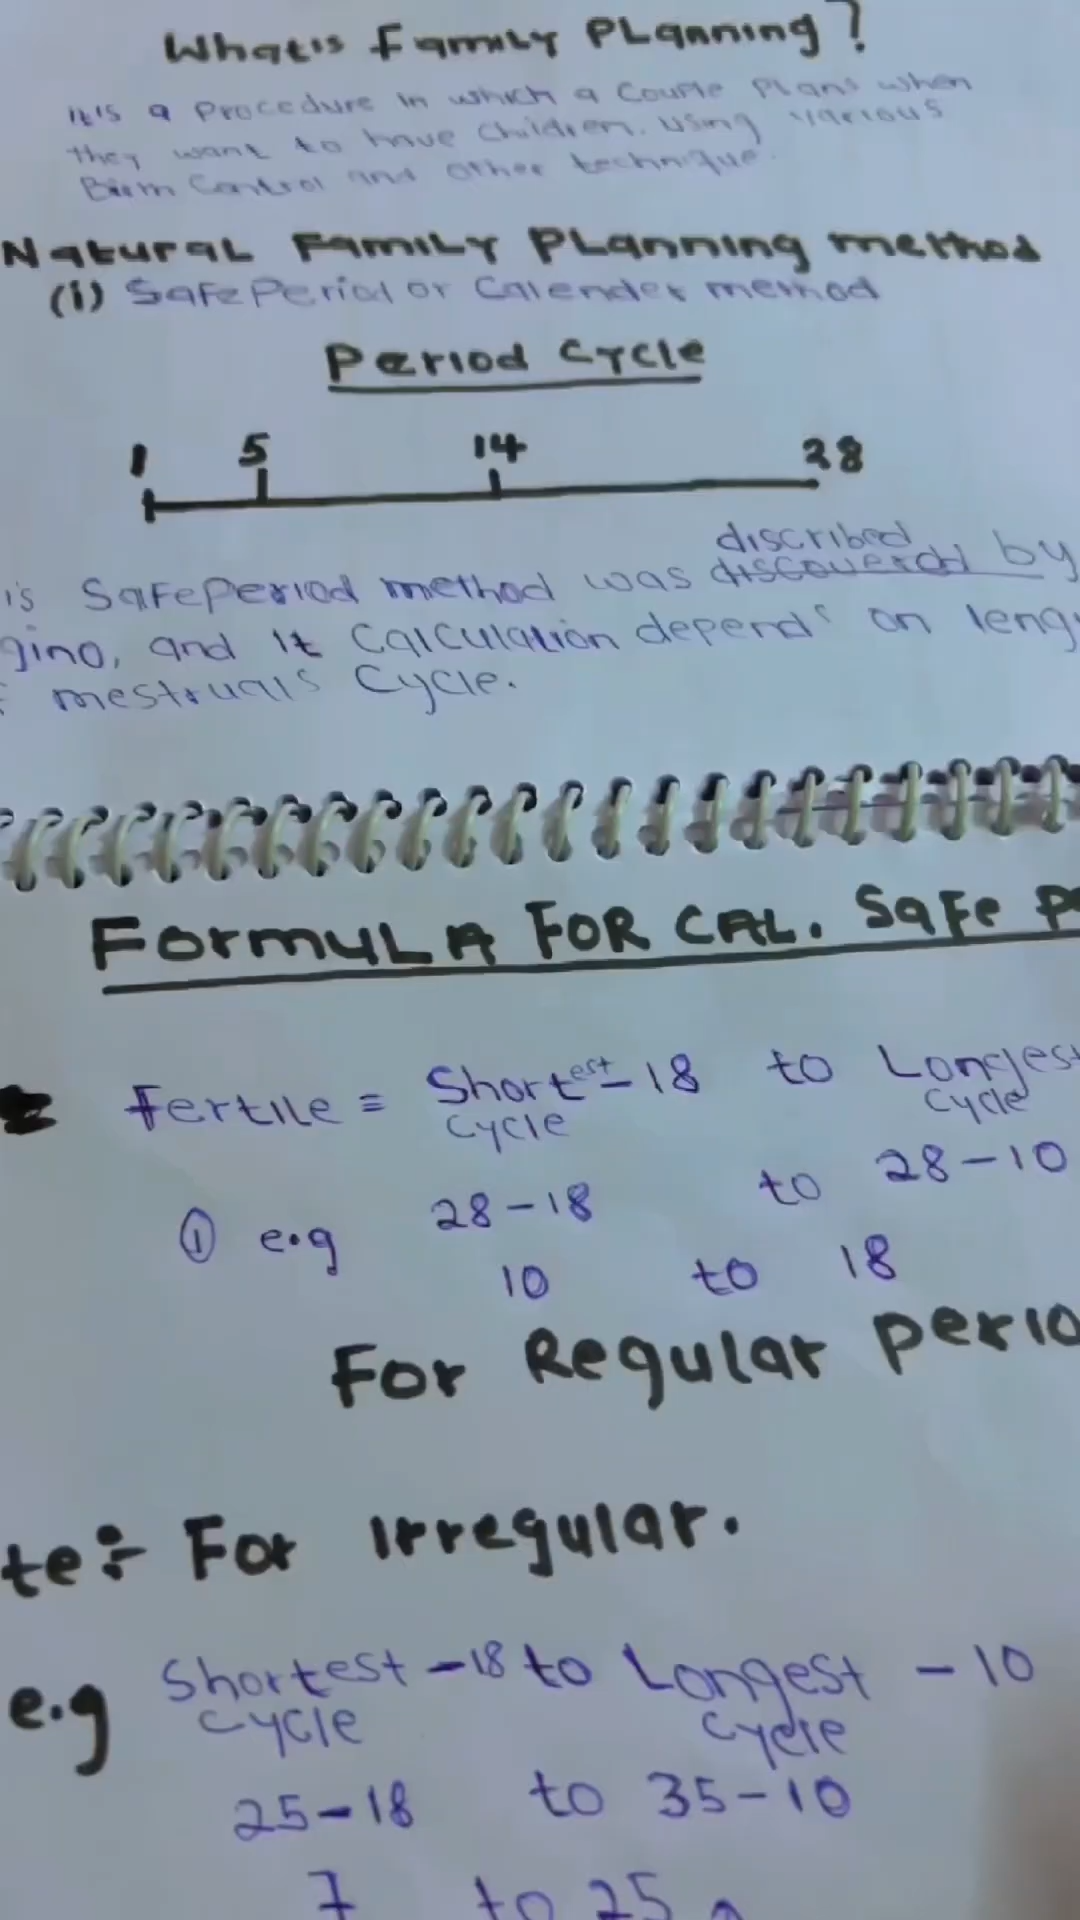 What is Family Planning?
it's a Procedure in which a Couple Plans when
they want to have children. Using various
Birth Control and other technique.
Natural Family Planning method
(i) Safe Period or Calender method
Period Cycle
1 5 14 28
discribed
is SafePeriod method was discovered by
gino, and it Calculation depends on leng
mestruals Cycle.
FormuLA FOR CAL. Safe Pe
Fertile = Shortest - 18 to Longest
Cycle Cycle
① e.g 28-18 to 28-10
10 to 18
For Regular perio
te:- For Irregular.
e.g Shortest -18 to Longest - 10
Cycle Cycle
25-18 to 35-10
7 to 25